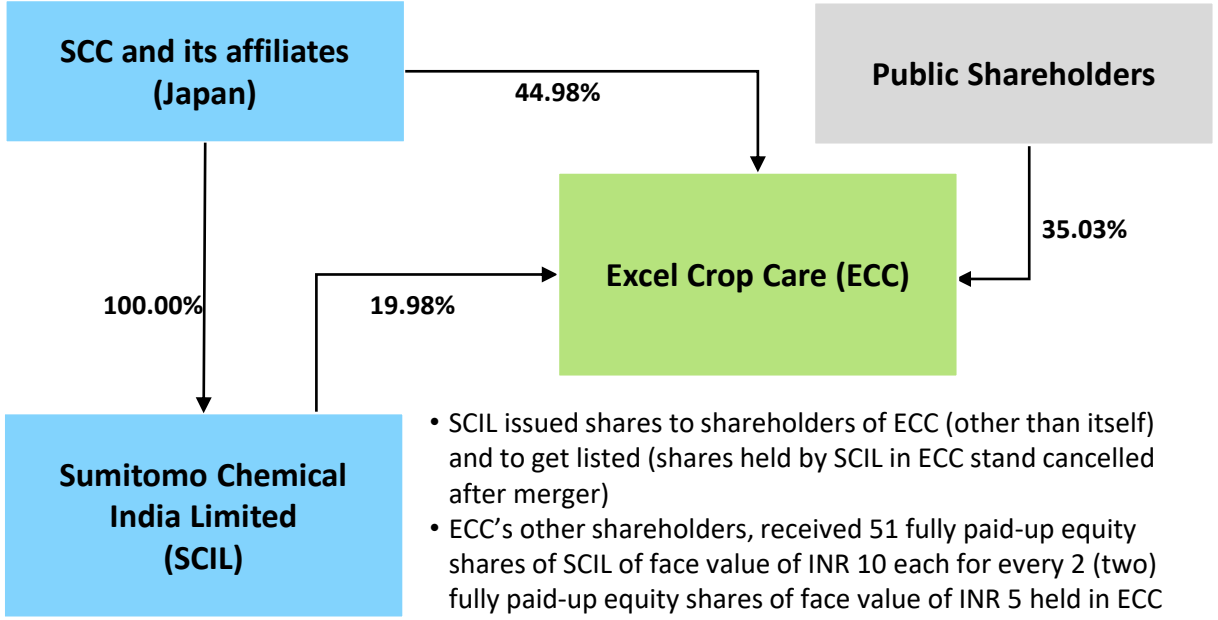 SCC and its affiliates
(Japan)
Public Shareholders
44.98%
35.03%
Excel Crop Care (ECC)
100.00%
19.98%
Sumitomo Chemical
India Limited
(SCIL)
• SCIL issued shares to shareholders of ECC (other than itself)
and to get listed (shares held by SCIL in ECC stand cancelled
after merger)
• ECC’s other shareholders, received 51 fully paid-up equity
shares of SCIL of face value of INR 10 each for every 2 (two)
fully paid-up equity shares of face value of INR 5 held in ECC